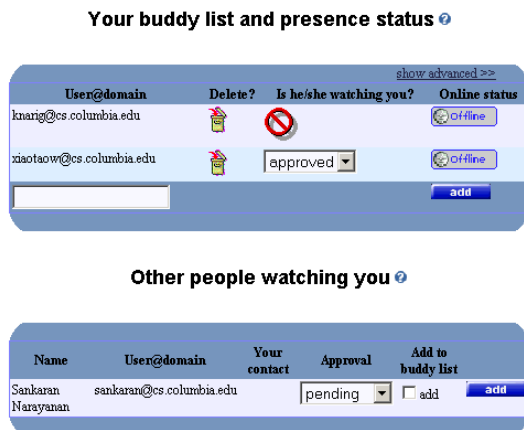 Your buddy list and presence status ?
show advanced >>
User@domain Delete? Is he/she watching you? Online status
knarig@cs.columbia.edu Offline
xiaotaow@cs.columbia.edu approved Offline
add
Other people watching you ?
Name User@domain Your contact Approval Add to buddy list
Sankaran Narayanan sankaran@cs.columbia.edu pending add add